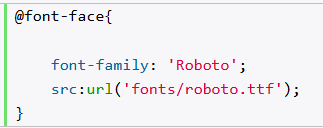 @font-face{
font-family: 'Roboto';
src:url('fonts/roboto.ttf');
}